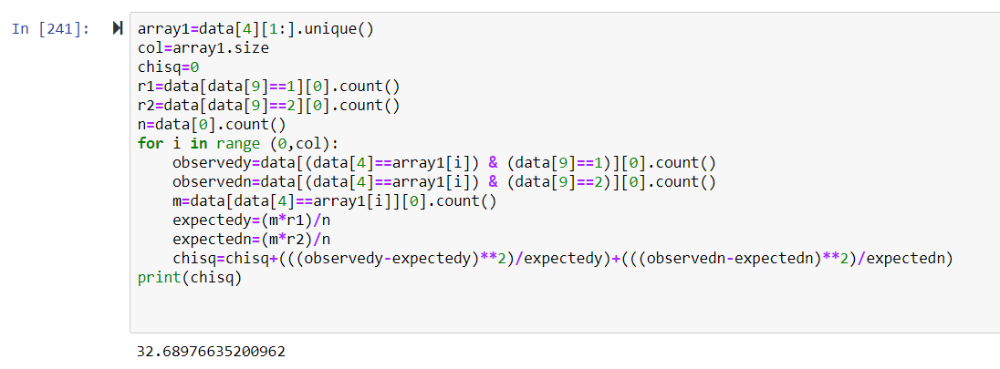 In [241]:
array1=data[4][1:].unique()
col=array1.size
chisq=0
r1=data[data[9]==1][0].count()
r2=data[data[9]==2][0].count()
n=data[0].count()
for i in range (0,col):
    observedy=data[(data[4]==array1[i]) & (data[9]==1)][0].count()
    observedn=data[(data[4]==array1[i]) & (data[9]==2)][0].count()
    m=data[data[4]==array1[i]][0].count()
    expectedy=(m*r1)/n
    expectedn=(m*r2)/n
    chisq=chisq+(((observedy-expectedy)**2)/expectedy)+(((observedn-expectedn)**2)/expectedn)
print(chisq)
32.68976635200962